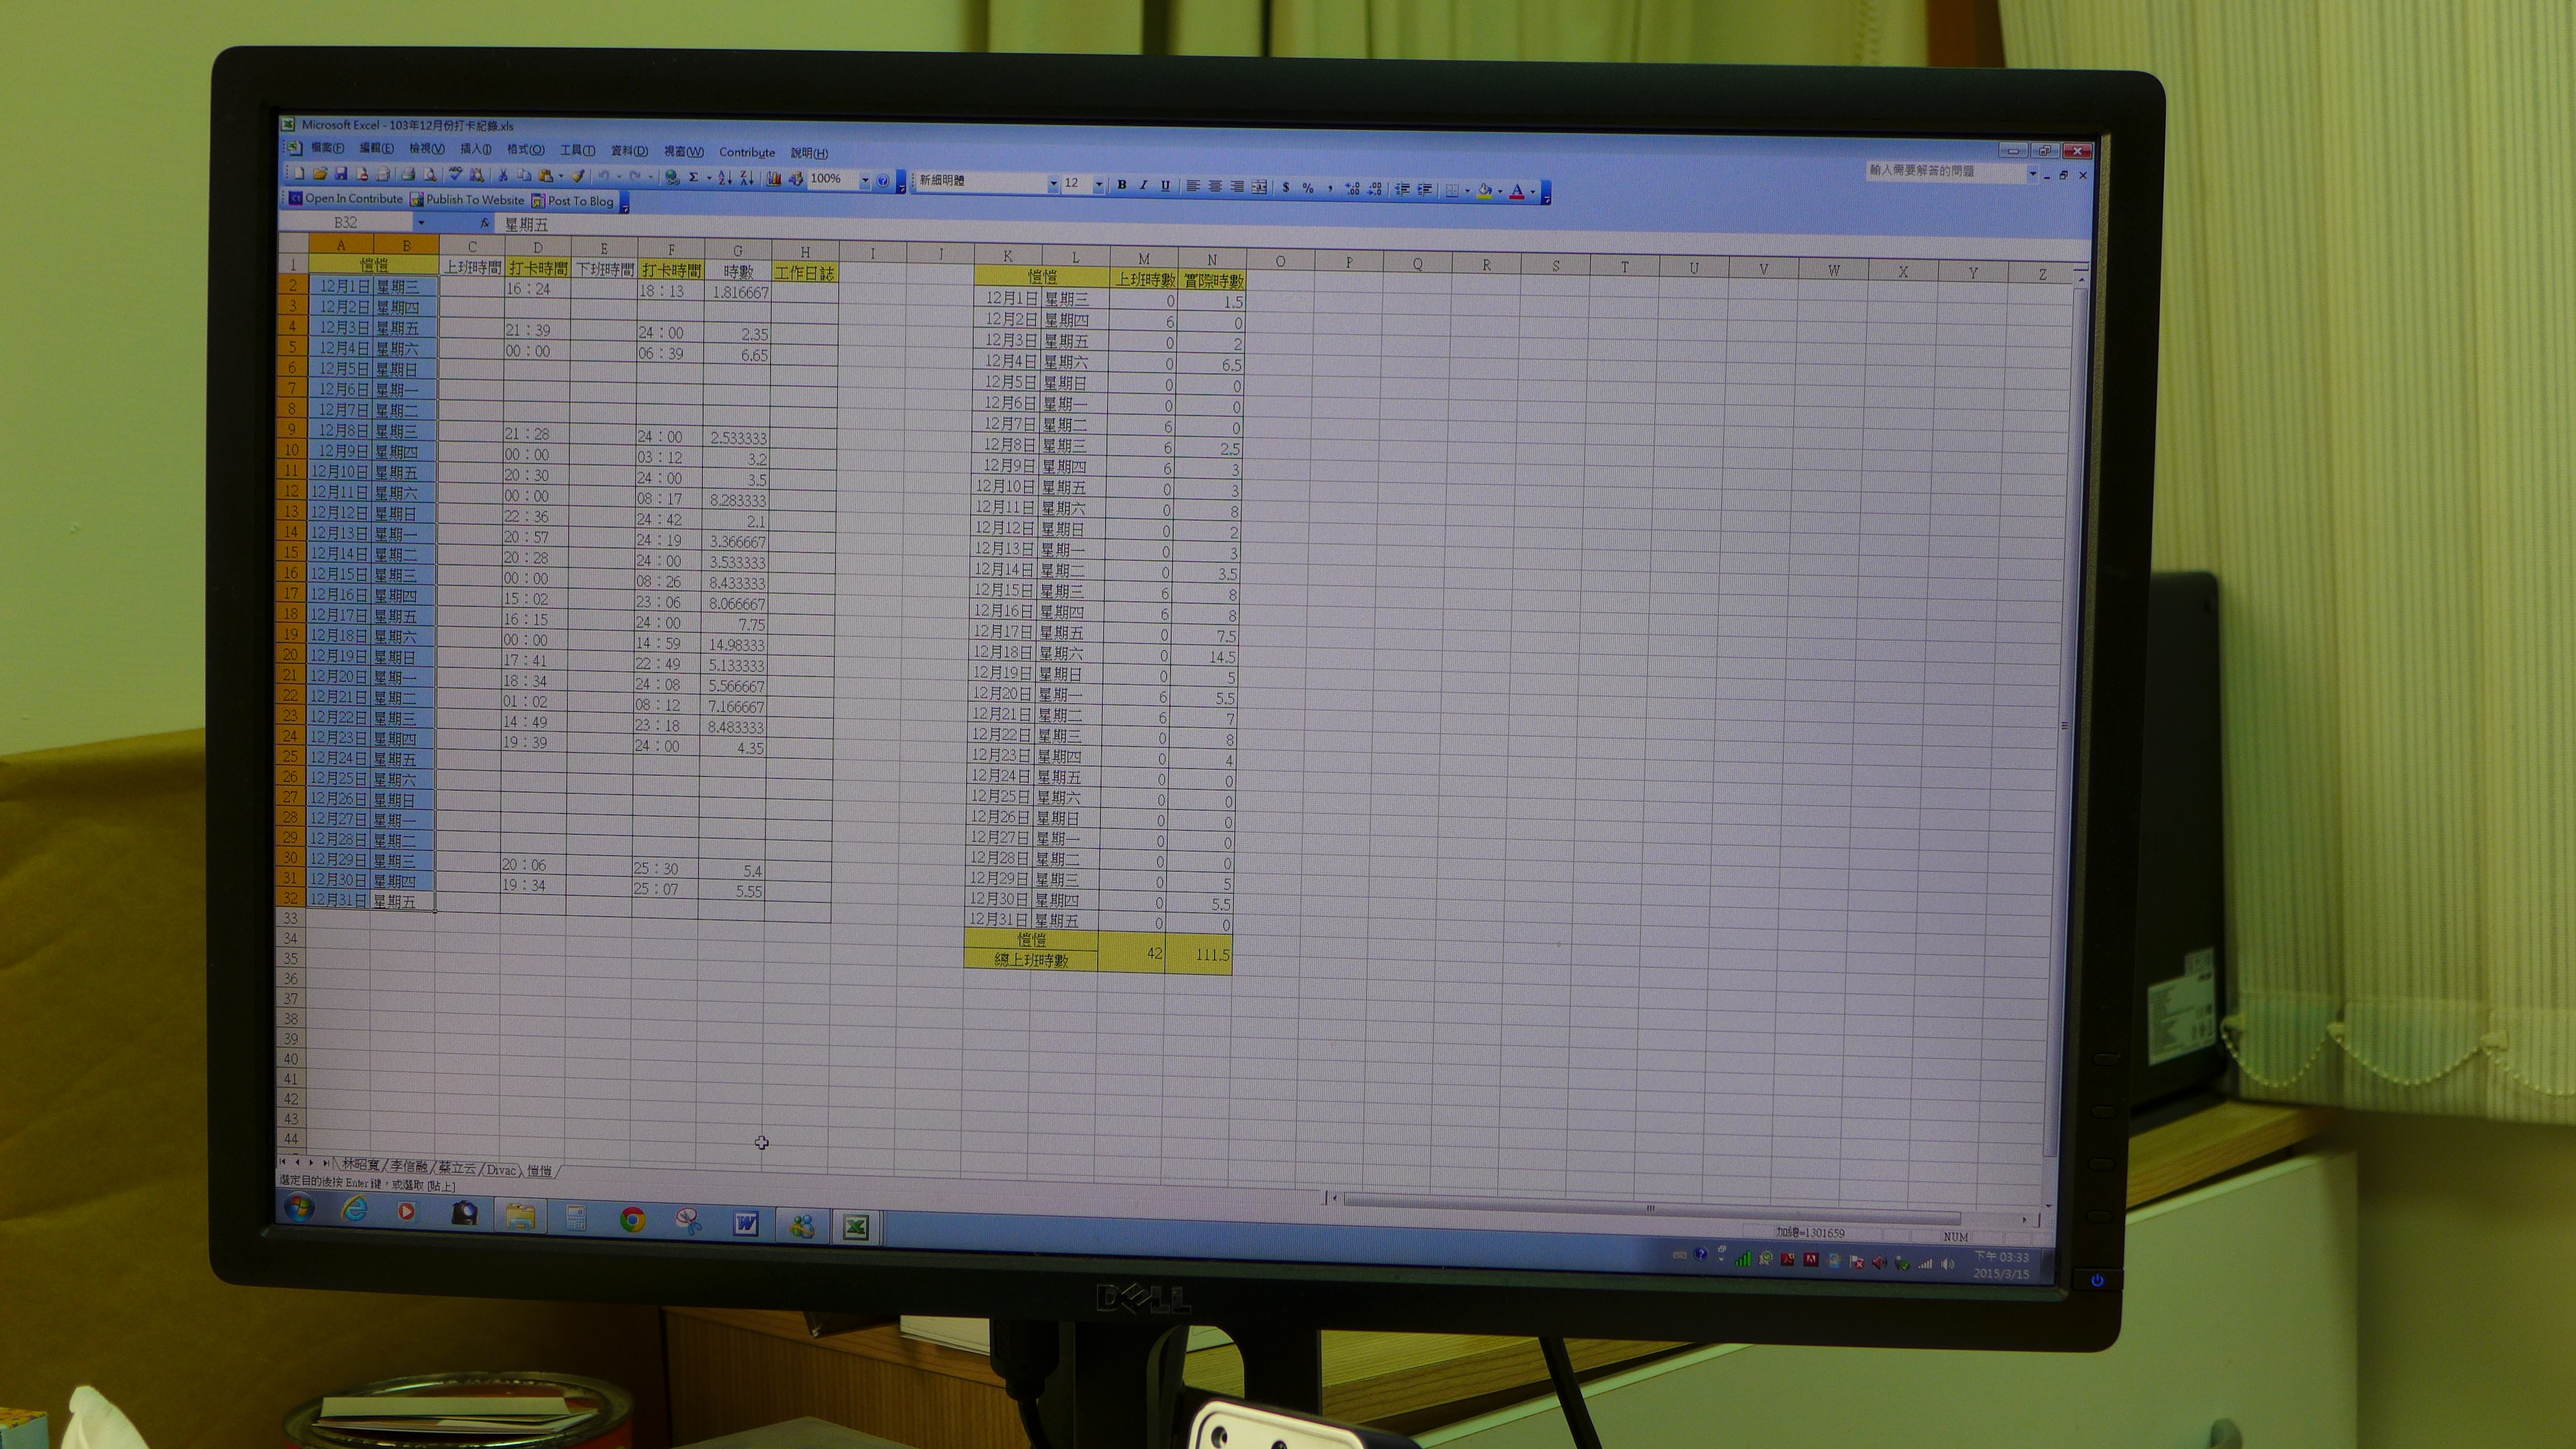 Microsoft Excel - 103年12月份打卡紀錄.xls
檔案(F) 編輯(E) 檢視(V) 插入(I) 格式(O) 工具(T) 資料(D) 視窗(W) Contribute 說明(H)
輸入需要解答的問題
100% 新細明體 12 B I U $ % ,
Open In Contribute Publish To Website Post To Blog
B32 fx 星期五
A B C D E F G H I J K L M N O P Q R S T U V W X Y Z
1 愷愷 上班時間 打卡時間 下班時間 打卡時間 時數 工作日誌 愷愷 上班時數 實際時數
2 12月1日 星期三 16:24 18:13 1.816667 12月1日 星期三 0 1.5
3 12月2日 星期四 12月2日 星期四 6 0
4 12月3日 星期五 21:39 24:00 2.35 12月3日 星期五 0 2
5 12月4日 星期六 00:00 06:39 6.65 12月4日 星期六 0 6.5
6 12月5日 星期日 12月5日 星期日 0 0
7 12月6日 星期一 12月6日 星期一 0 0
8 12月7日 星期二 12月7日 星期二 6 0
9 12月8日 星期三 21:28 24:00 2.533333 12月8日 星期三 6 2.5
10 12月9日 星期四 00:00 03:12 3.2 12月9日 星期四 6 3
11 12月10日 星期五 20:30 24:00 3.5 12月10日 星期五 0 3
12 12月11日 星期六 00:00 08:17 8.283333 12月11日 星期六 0 8
13 12月12日 星期日 22:36 24:42 2.1 12月12日 星期日 0 2
14 12月13日 星期一 20:57 24:19 3.366667 12月13日 星期一 0 3
15 12月14日 星期二 20:28 24:00 3.533333 12月14日 星期二 0 3.5
16 12月15日 星期三 00:00 08:26 8.433333 12月15日 星期三 6 8
17 12月16日 星期四 15:02 23:06 8.066667 12月16日 星期四 6 8
18 12月17日 星期五 16:15 24:00 7.75 12月17日 星期五 0 7.5
19 12月18日 星期六 00:00 14:59 14.98333 12月18日 星期六 0 14.5
20 12月19日 星期日 17:41 22:49 5.133333 12月19日 星期日 0 5
21 12月20日 星期一 18:34 24:08 5.566667 12月20日 星期一 6 5.5
22 12月21日 星期二 01:02 08:12 7.166667 12月21日 星期二 6 7
23 12月22日 星期三 14:49 23:18 8.483333 12月22日 星期三 0 8
24 12月23日 星期四 19:39 24:00 4.35 12月23日 星期四 0 4
25 12月24日 星期五 12月24日 星期五 0 0
26 12月25日 星期六 12月25日 星期六 0 0
27 12月26日 星期日 12月26日 星期日 0 0
28 12月27日 星期一 12月27日 星期一 0 0
29 12月28日 星期二 12月28日 星期二 0 0
30 12月29日 星期三 20:06 25:30 5.4 12月29日 星期三 0 5
31 12月30日 星期四 19:34 25:07 5.55 12月30日 星期四 0 5.5
32 12月31日 星期五 12月31日 星期五 0 0
33
34 愷愷
35 總上班時數 42 111.5
36
37
38
39
40
41
42
43
44
林昭寬 李信融 蔡立云 Divac 愷愷
選定目的後按 Enter 鍵,或選取 [貼上]
加總=1301659 NUM
下午 03:33
2015/3/15
DELL